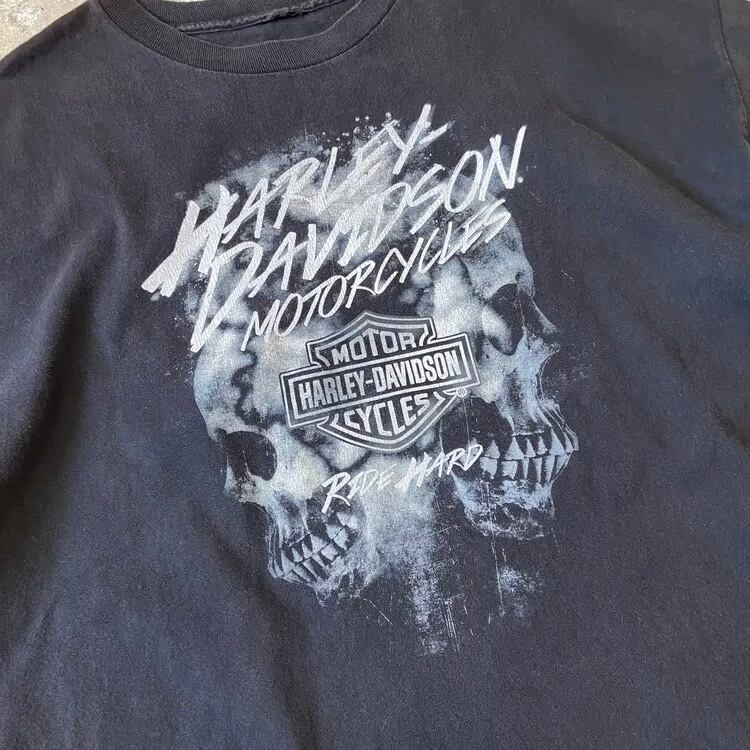 HARLEY-
DAVIDSON
MOTORCYCLES
MOTOR
HARLEY-DAVIDSON
CYCLES
®
RIDE HARD